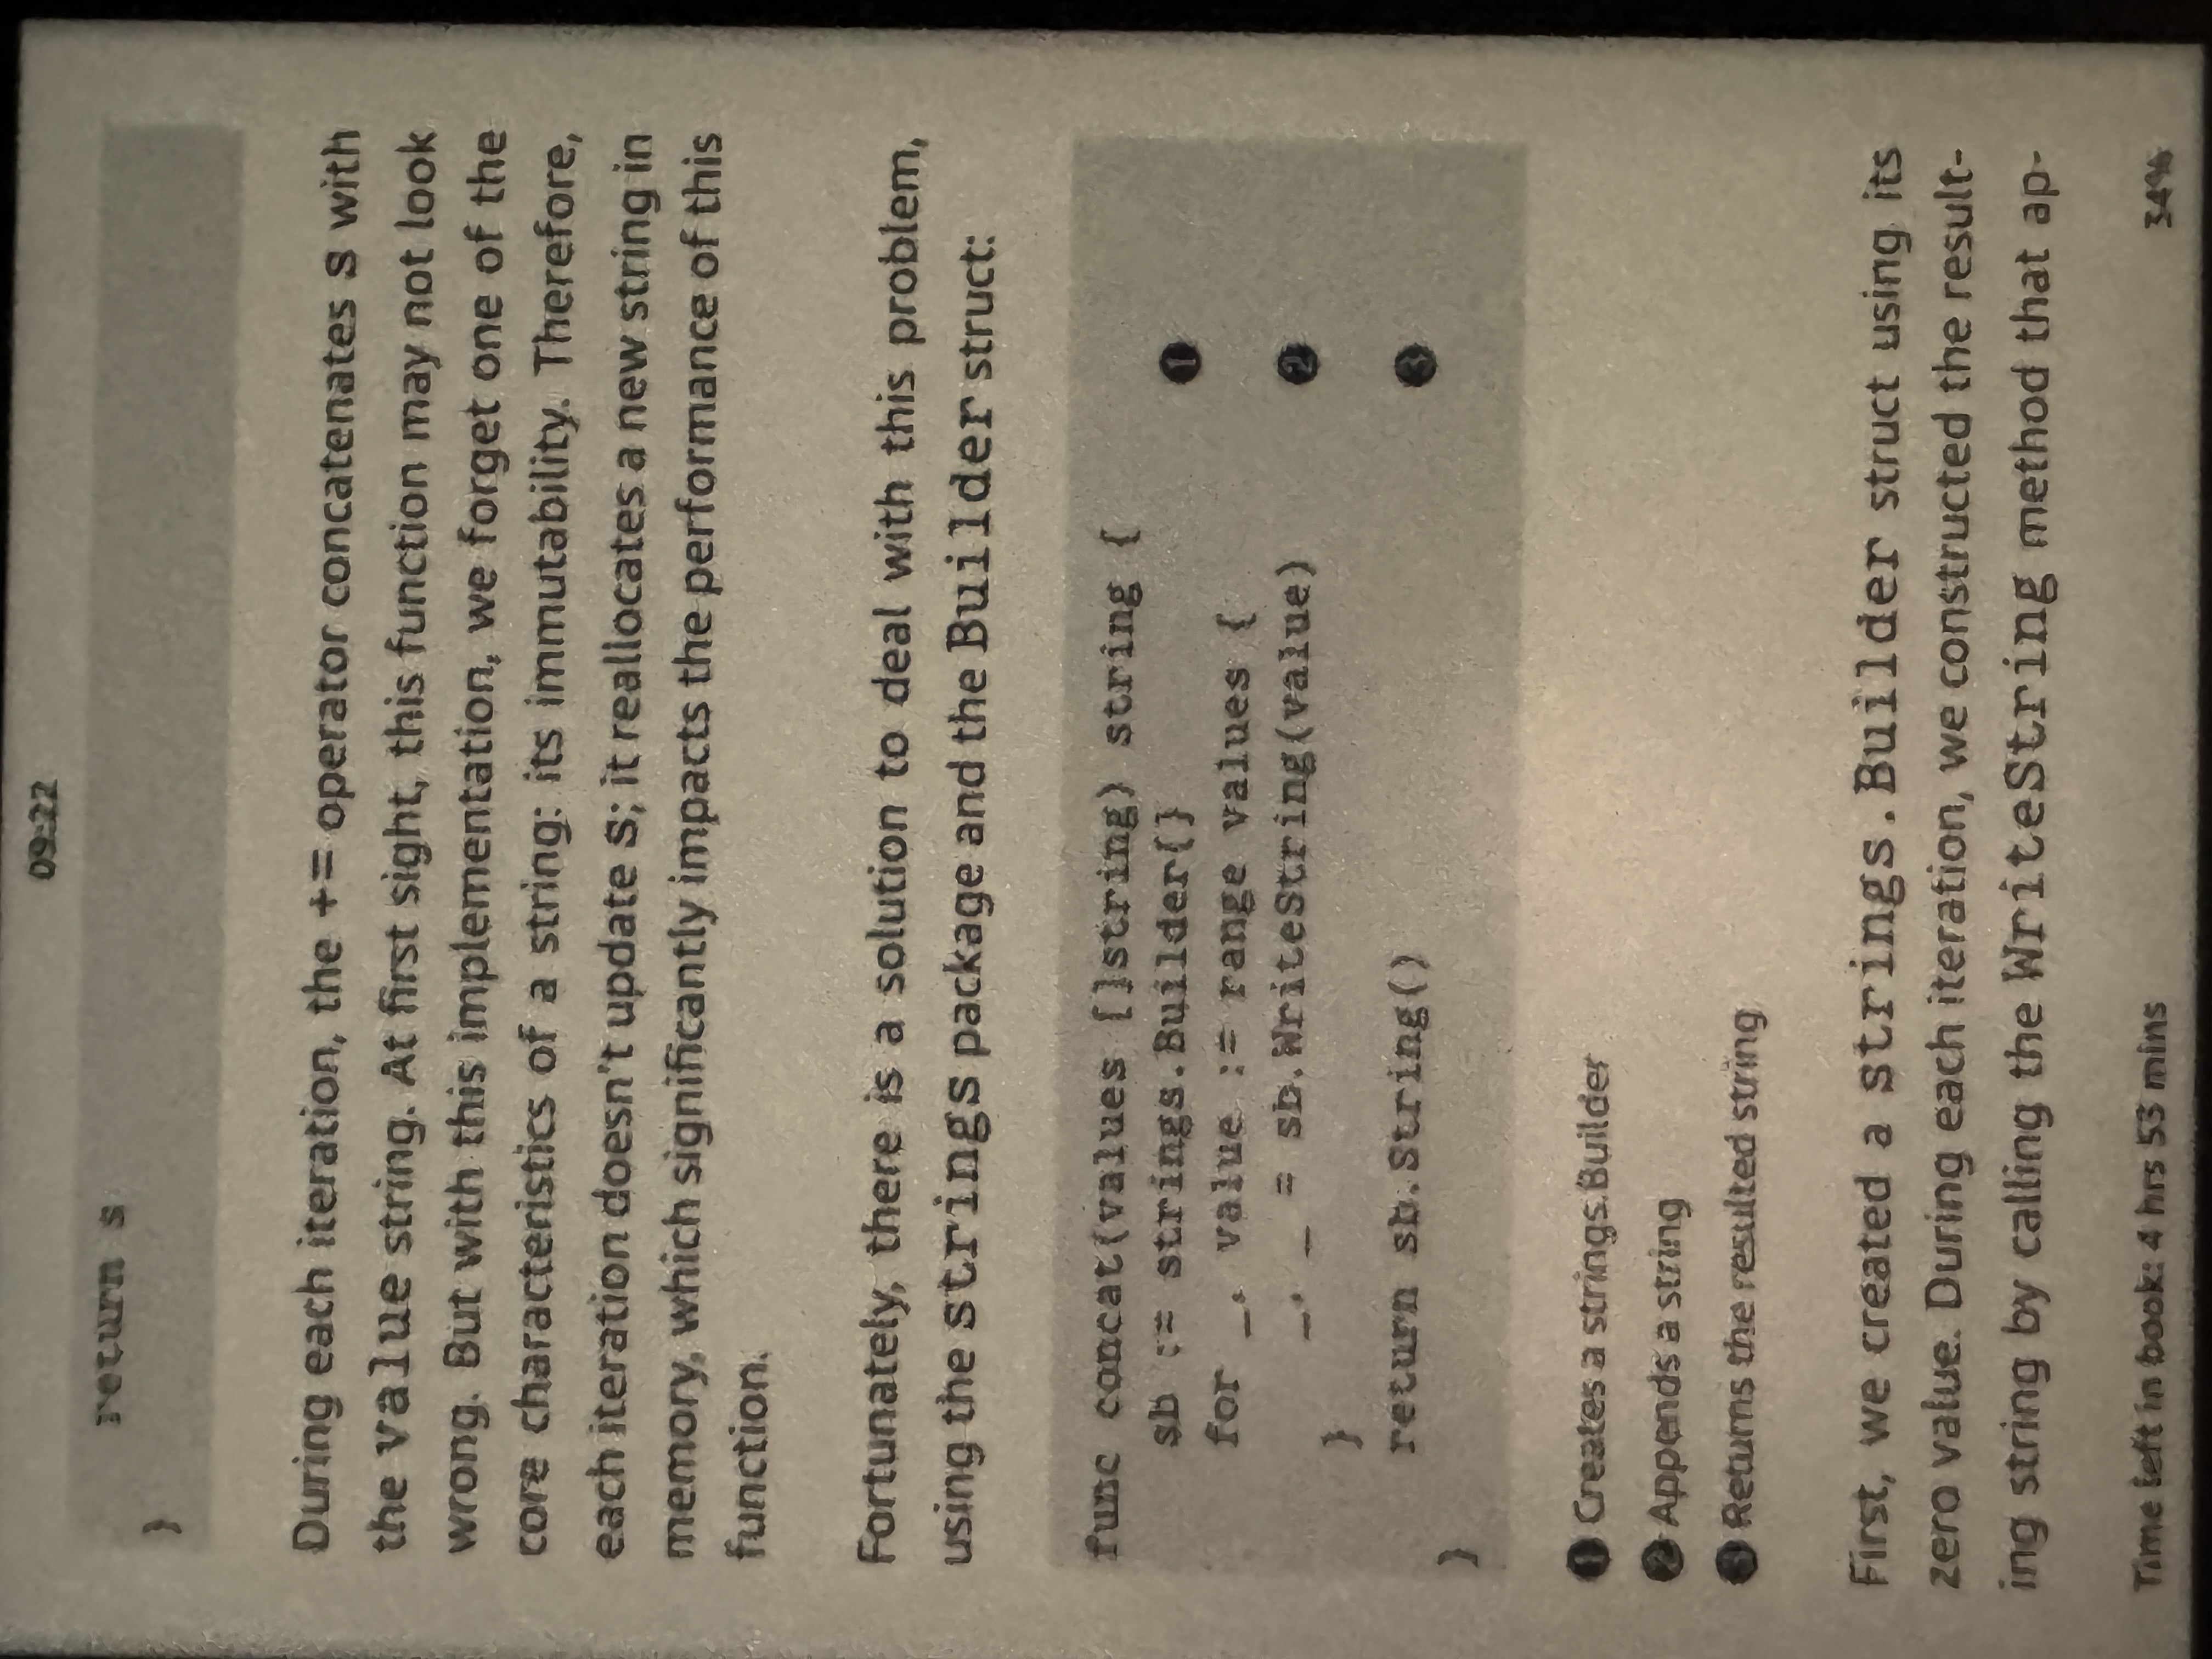 09:22
return s
}
During each iteration, the += operator concatenates s with
the value string. At first sight, this function may not look
wrong. But with this implementation, we forget one of the
core characteristics of a string: its immutability. Therefore,
each iteration doesn't update s; it reallocates a new string in
memory, which significantly impacts the performance of this
function.
Fortunately, there is a solution to deal with this problem,
using the strings package and the Builder struct:
func concat(values []string) string {
sb := strings.Builder{} ❶
for _, value := range values {
_, _ = sb.WriteString(value) ❷
}
return sb.String() ❸
}
❶ Creates a strings.Builder
❷ Appends a string
❸ Returns the resulted string
First, we created a strings.Builder struct using its
zero value. During each iteration, we constructed the result-
ing string by calling the WriteString method that ap-
Time left in book: 4 hrs 53 mins 34%